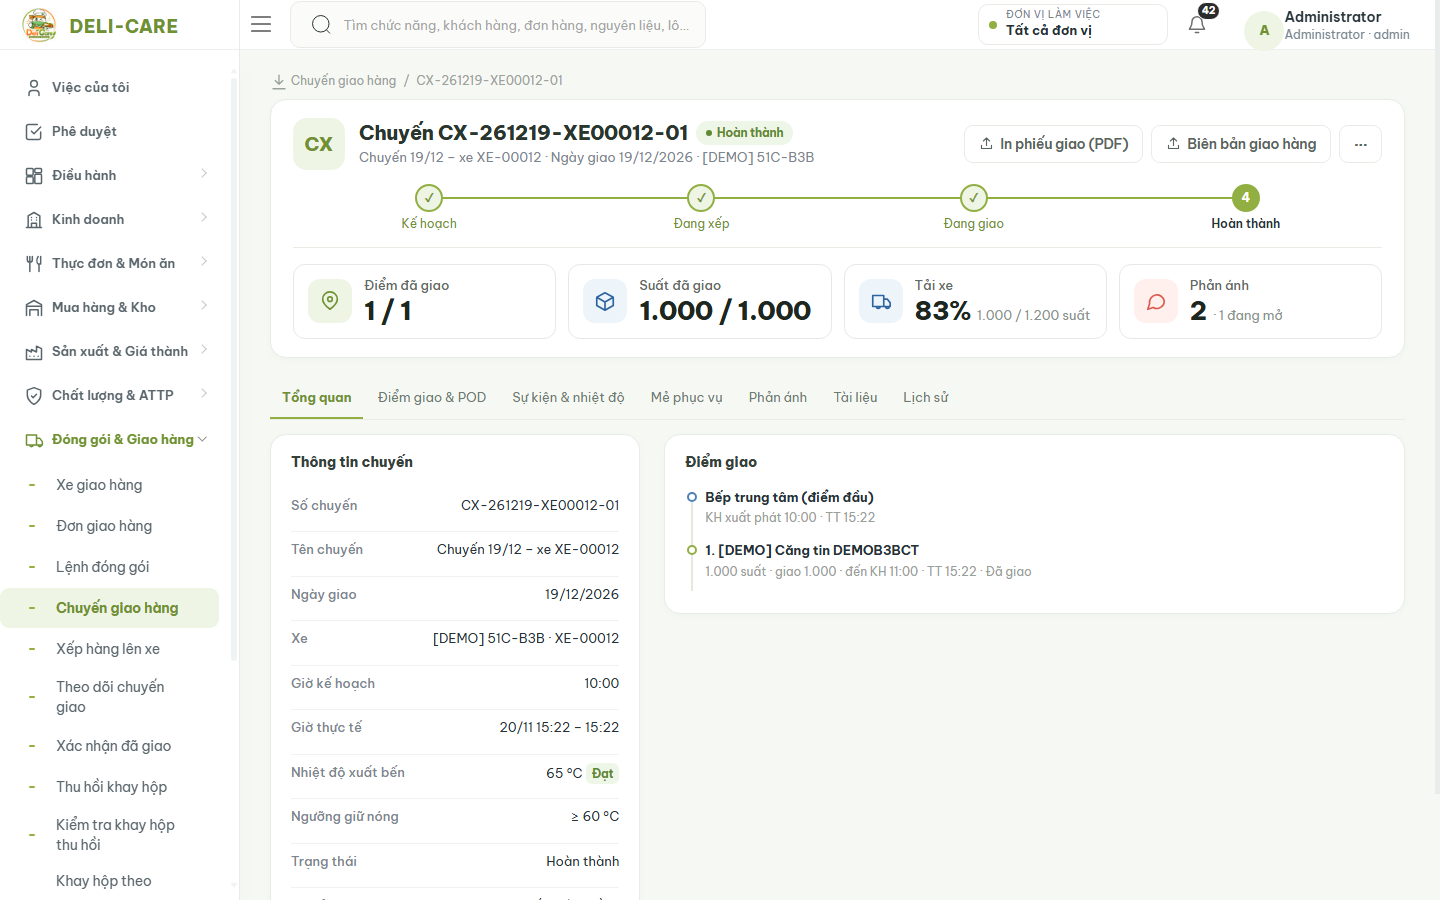 DELI-CARE
Tìm chức năng, khách hàng, đơn hàng, nguyên liệu, lô...
ĐƠN VỊ LÀM VIỆC
Tất cả đơn vị
42
A
Administrator
Administrator · admin
Việc của tôi
Phê duyệt
Điều hành
Kinh doanh
Thực đơn & Món ăn
Mua hàng & Kho
Sản xuất & Giá thành
Chất lượng & ATTP
Đóng gói & Giao hàng
Xe giao hàng
Đơn giao hàng
Lệnh đóng gói
Chuyến giao hàng
Xếp hàng lên xe
Theo dõi chuyến
giao
Xác nhận đã giao
Thu hồi khay hộp
Kiểm tra khay hộp
thu hồi
Khay hộp theo
Chuyến giao hàng / CX-261219-XE00012-01
CX
Chuyến CX-261219-XE00012-01
Hoàn thành
Chuyến 19/12 – xe XE-00012 · Ngày giao 19/12/2026 · [DEMO] 51C-B3B
In phiếu giao (PDF)
Biên bản giao hàng
...
✓ ✓ ✓ 4
Kế hoạch
Đang xếp
Đang giao
Hoàn thành
Điểm đã giao
1 / 1
Suất đã giao
1.000 / 1.000
Tải xe
83% 1.000 / 1.200 suất
Phản ánh
2 · 1 đang mở
Tổng quan
Điểm giao & POD
Sự kiện & nhiệt độ
Mẻ phục vụ
Phản ánh
Tài liệu
Lịch sử
Thông tin chuyến
Số chuyến CX-261219-XE00012-01
Tên chuyến Chuyến 19/12 – xe XE-00012
Ngày giao 19/12/2026
Xe [DEMO] 51C-B3B · XE-00012
Giờ kế hoạch 10:00
Giờ thực tế 20/11 15:22 – 15:22
Nhiệt độ xuất bến 65 °C Đạt
Ngưỡng giữ nóng ≥ 60 °C
Trạng thái Hoàn thành
Điểm giao
Bếp trung tâm (điểm đầu)
KH xuất phát 10:00 · TT 15:22
1. [DEMO] Căng tin DEMOB3BCT
1.000 suất · giao 1.000 · đến KH 11:00 · TT 15:22 · Đã giao